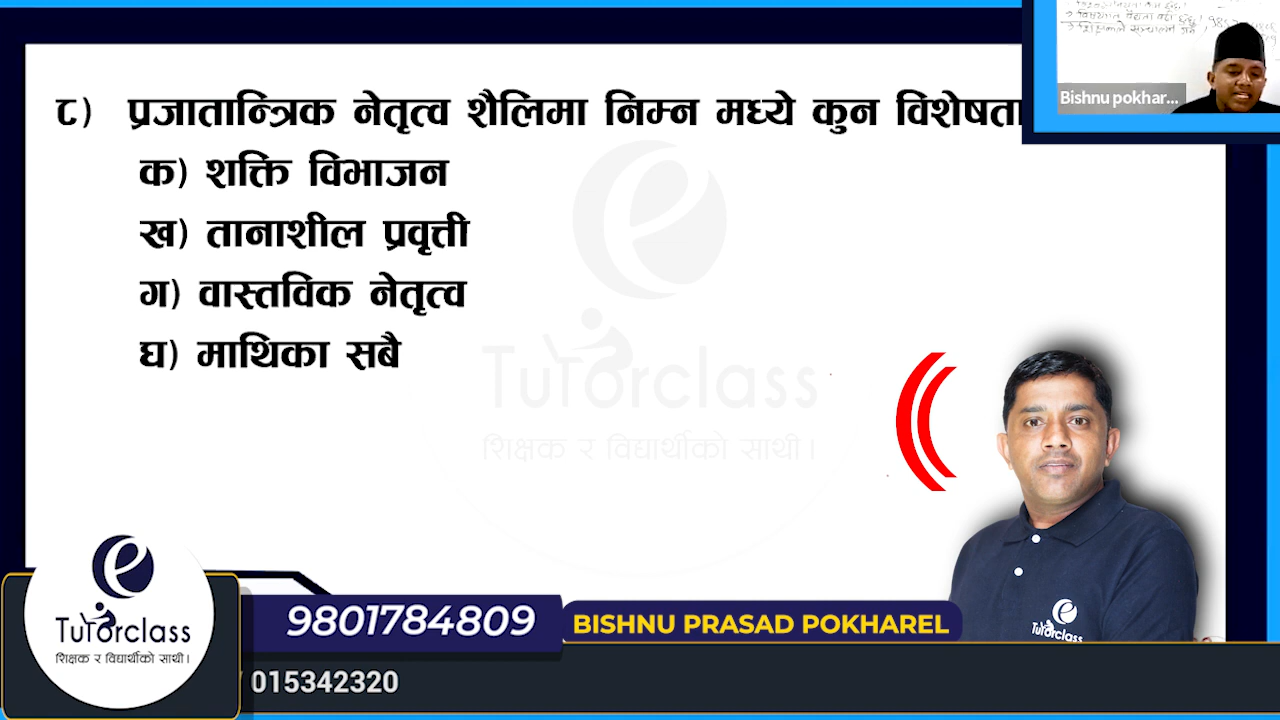 ८) प्रजातान्त्रिक नेतृत्व शैलिमा निम्न मध्ये कुन विशेषता
क) शक्ति विभाजन
ख) तानाशील प्रवृत्ती
ग) वास्तविक नेतृत्व
घ) माथिका सबै
Bishnu pokhar...
Tutorclass
शिक्षक र विद्यार्थीको साथी।
Tutorclass
Tutorclass
शिक्षक र विद्यार्थीको साथी।
9801784809
BISHNU PRASAD POKHAREL
015342320